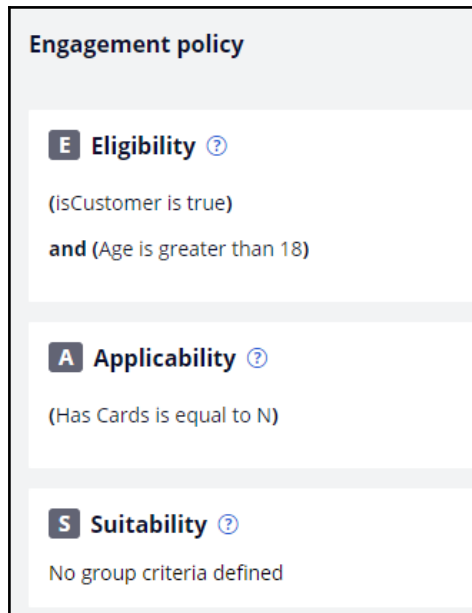 Engagement policy
E Eligibility ?
(isCustomer is true)
and (Age is greater than 18)
A Applicability ?
(Has Cards is equal to N)
S Suitability ?
No group criteria defined